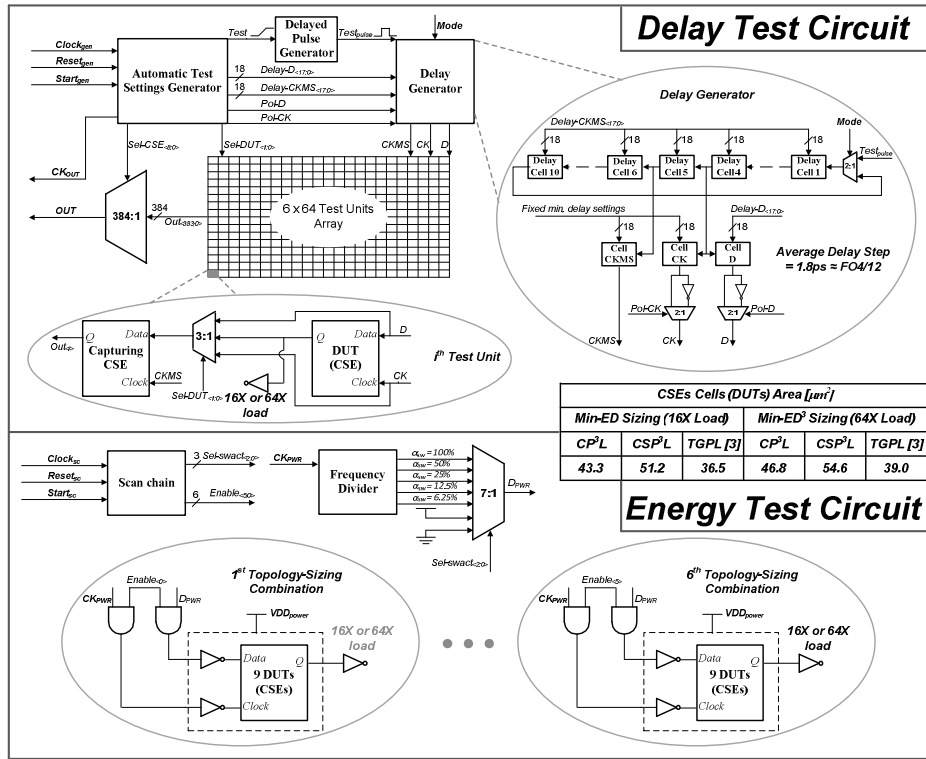 Delay Test Circuit
Clock_gen
Reset_gen
Start_gen
Automatic Test
Settings Generator
Test
Delayed
Pulse
Generator
Test_pulse
Mode
18 Delay-D<17:0>
18 Delay-CKMS<17:0>
Pol-D
Pol-CK
Delay
Generator
Sel-CSE<8:0>
Sel-DUT<1:0>
CKMS
CK
D
CK_OUT
OUT
384:1
384
Out<383:0>
6 x 64 Test Units
Array
Delay Generator
Delay-CKMS<17:0>
Mode
18
18
18
18
18
Delay
Cell 10
Delay
Cell 6
Delay
Cell 5
Delay
Cell 4
Delay
Cell 1
2:1
Test_pulse
Fixed min. delay settings
Delay-D<17:0>
18
18
18
Cell
CKMS
Cell
CK
Cell
D
Average Delay Step
= 1.8ps ≈ FO4/12
Pol-CK
2:1
2:1
Pol-D
CKMS
CK
D
Q
Data
Capturing
CSE
Clock
Out<i>
CKMS
3:1
Sel-DUT<1:0>
16X or 64X
load
Q
Data
DUT
(CSE)
Clock
D
CK
i^th Test Unit
CSEs Cells (DUTs) Area [μm²]
Min-ED Sizing (16X Load) Min-ED³ Sizing (64X Load)
CP³L CSP³L TGPL [3] CP³L CSP³L TGPL [3]
43.3 51.2 36.5 46.8 54.6 39.0
Energy Test Circuit
Clock_sc
Reset_sc
Start_sc
Scan chain
3 Sel-swact<2:0>
6 Enable<5:0>
CK_PWR
Frequency
Divider
α_sw = 100%
α_sw = 50%
α_sw = 25%
α_sw = 12.5%
α_sw = 6.25%
7:1
D_PWR
Sel-swact<2:0>
1^st Topology-Sizing
Combination
Enable<0>
CK_PWR
D_PWR
VDD_power
16X or 64X
load
Data
Q
9 DUTs
(CSEs)
Clock
6^th Topology-Sizing
Combination
Enable<5>
CK_PWR
D_PWR
VDD_power
16X or 64X
load
Data
Q
9 DUTs
(CSEs)
Clock